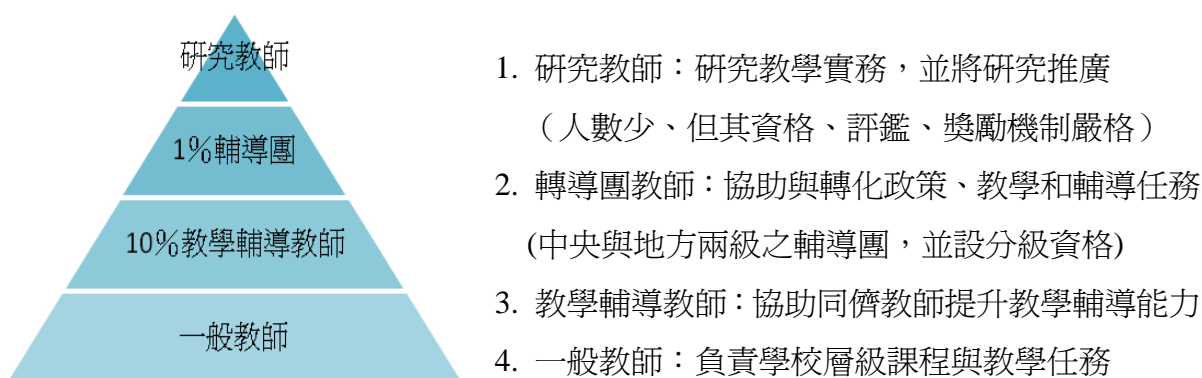 研究教師
1%輔導團
10%教學輔導教師
一般教師
1. 研究教師：研究教學實務，並將研究推廣
（人數少、但其資格、評鑑、獎勵機制嚴格）
2. 轉導團教師：協助與轉化政策、教學和輔導任務
(中央與地方兩級之輔導團，並設分級資格)
3. 教學輔導教師：協助同儕教師提升教學輔導能力
4. 一般教師：負責學校層級課程與教學任務